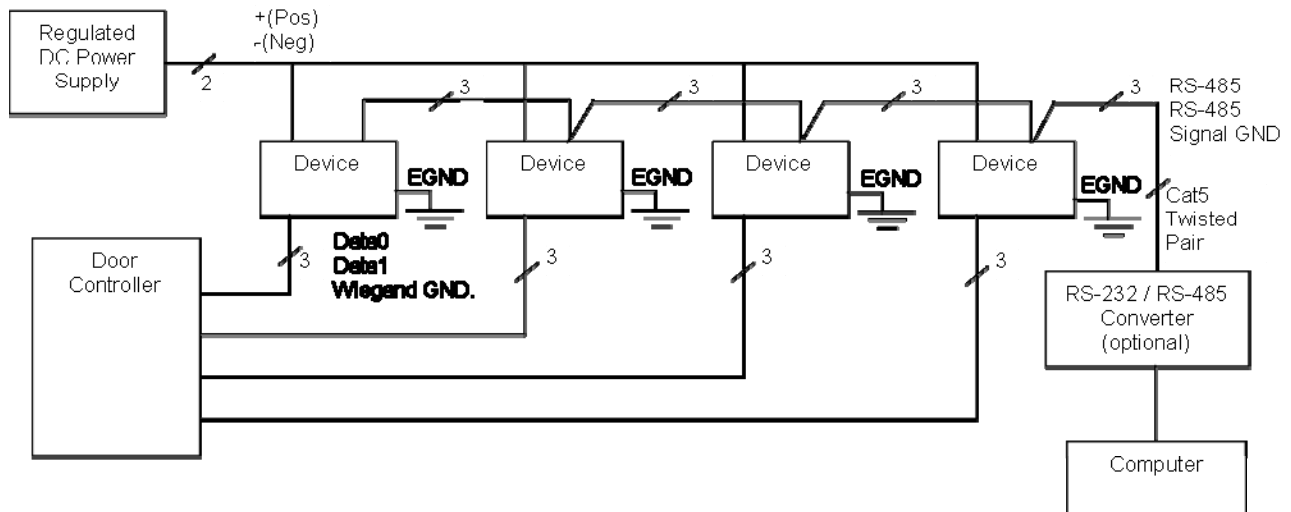 Regulated
DC Power
Supply
+(Pos)
-(Neg)
2
3
3
3
3
RS-485
RS-485
Signal GND
Device
EGND
Device
EGND
Device
EGND
Device
EGND
Cat5
Twisted
Pair
Door
Controller
3
Data0
Data1
Wiegand GND.
3
3
3
RS-232 / RS-485
Converter
(optional)
Computer